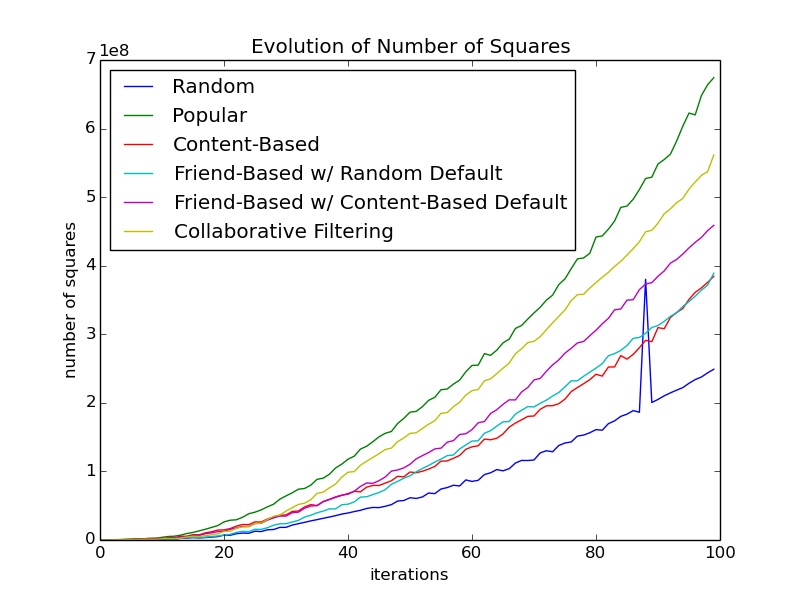 Evolution of Number of Squares
1e8
7
6
5
4
3
2
1
0
number of squares
Random
Popular
Content-Based
Friend-Based w/ Random Default
Friend-Based w/ Content-Based Default
Collaborative Filtering
0 20 40 60 80 100
iterations